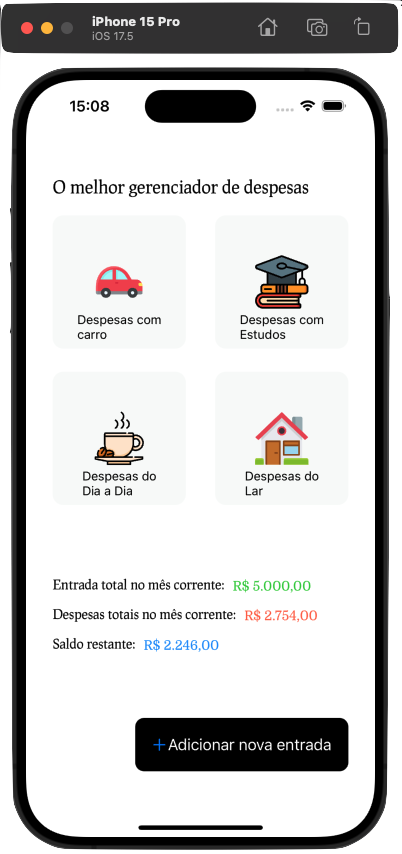 iPhone 15 Pro
iOS 17.5
15:08
O melhor gerenciador de despesas
Despesas com
carro
Despesas com
Estudos
Despesas do
Dia a Dia
Despesas do
Lar
Entrada total no mês corrente: R$ 5.000,00
Despesas totais no mês corrente: R$ 2.754,00
Saldo restante: R$ 2.246,00
+ Adicionar nova entrada